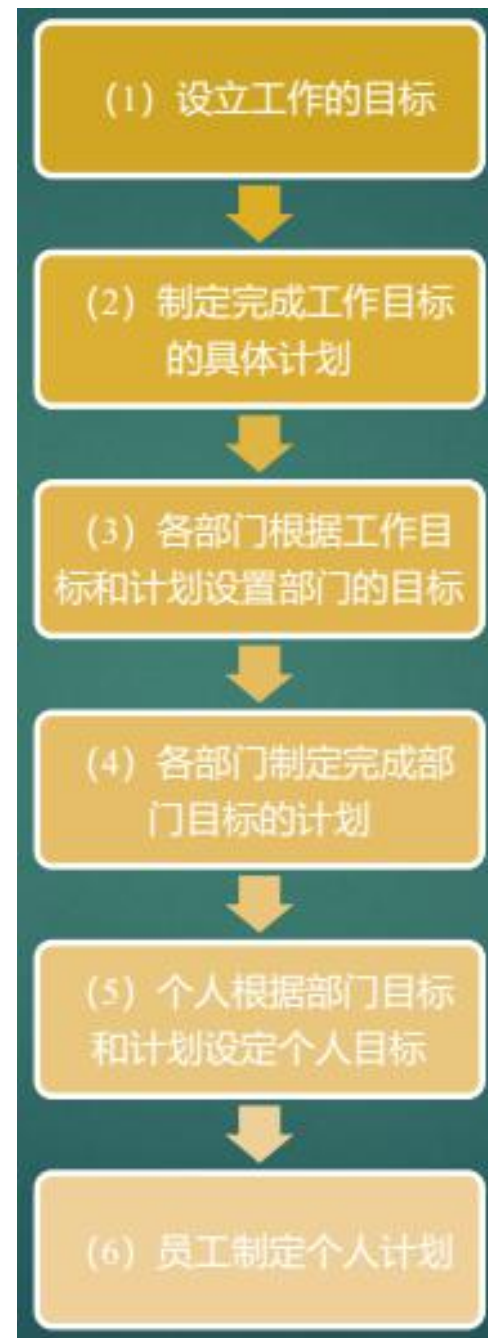 （1）设立工作的目标
（2）制定完成工作目标
的具体计划
（3）各部门根据工作目
标和计划设置部门的目标
（4）各部门制定完成部
门目标的计划
（5）个人根据部门目标
和计划设定个人目标
（6）员工制定个人计划